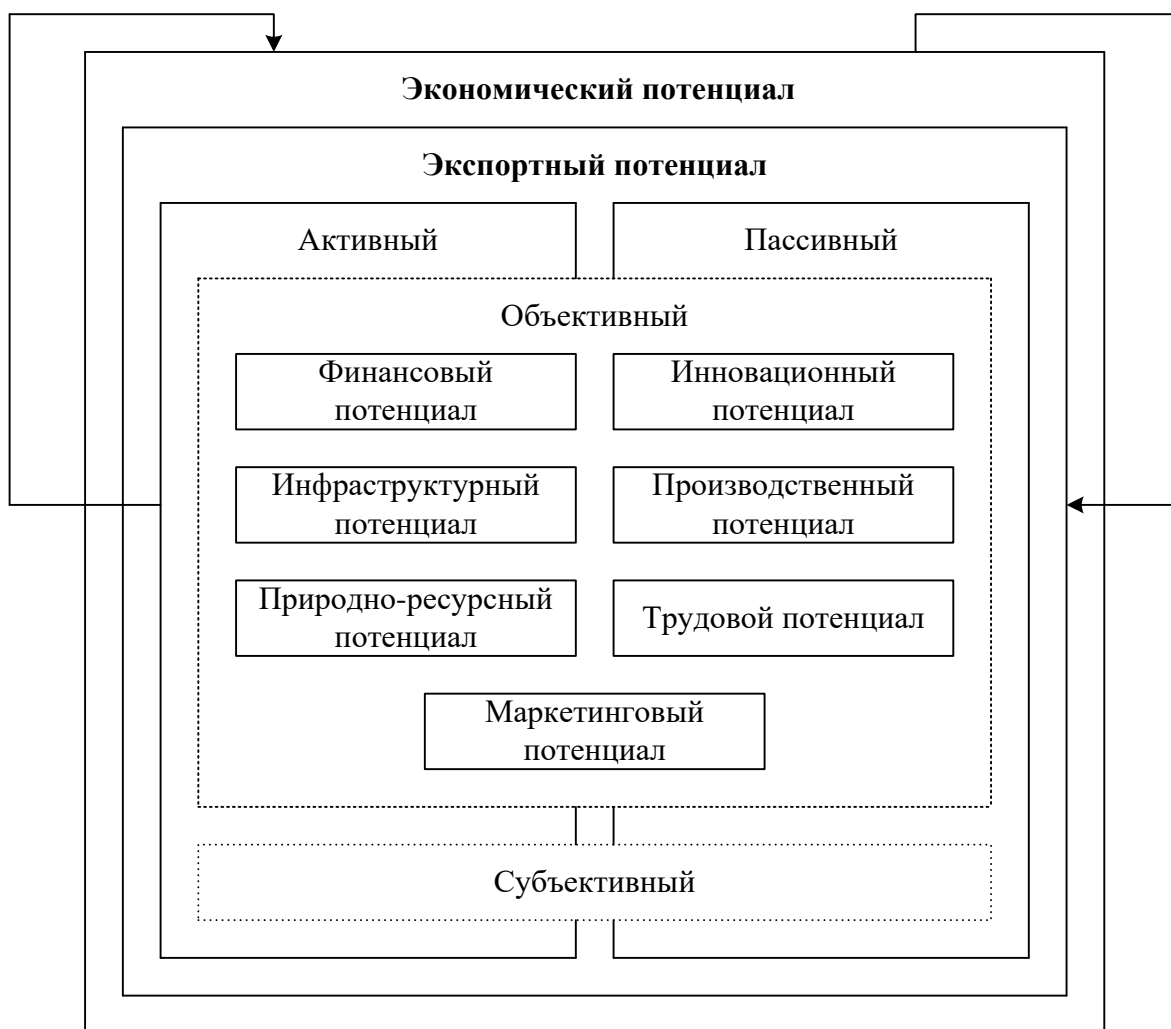 Экономический потенциал
Экспортный потенциал
Активный
Пассивный
Объективный
Финансовый
потенциал
Инновационный
потенциал
Инфраструктурный
потенциал
Производственный
потенциал
Природно-ресурсный
потенциал
Трудовой потенциал
Маркетинговый
потенциал
Субъективный